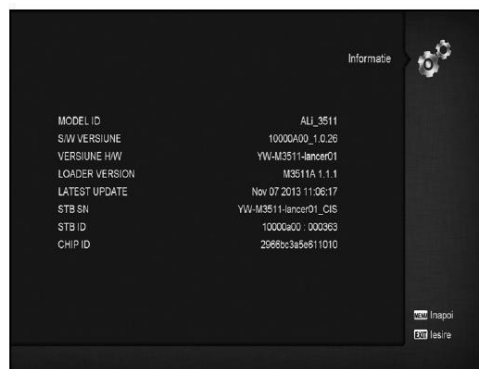 Informatie
MODEL ID ALi_3511
S/W VERSIUNE 10000A00_1.0.26
VERSIUNE H/W YW-M3511-lancer01
LOADER VERSION M3511A 1.1.1
LATEST UPDATE Nov 07 2013 11:06:17
STB SN YW-M3511-lancer01_CIS
STB ID 10000a00 : 000363
CHIP ID 2966bc3a5e611010
MENU Inapoi
EXIT Iesire